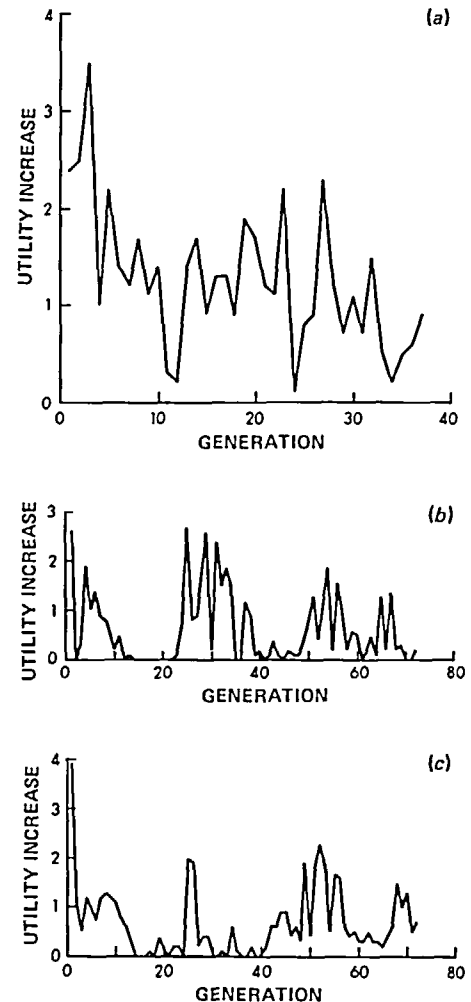 (a)
4
3
2
1
0
UTILITY INCREASE
0 10 20 30 40
GENERATION
(b)
3
2
1
0
UTILITY INCREASE
0 20 40 60 80
GENERATION
(c)
4
3
2
1
0
UTILITY INCREASE
0 20 40 60 80
GENERATION